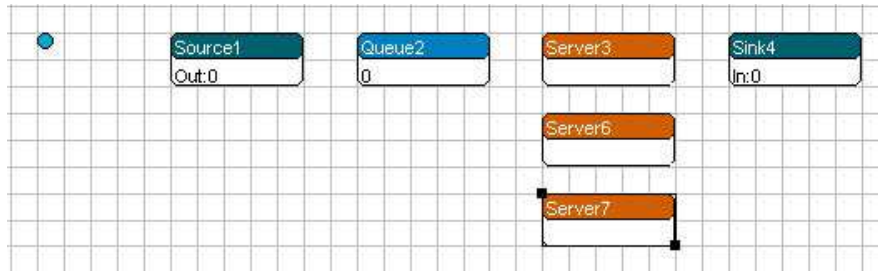 Source1
Out:0
Queue2
0
Server3
Sink4
In:0
Server6
Server7